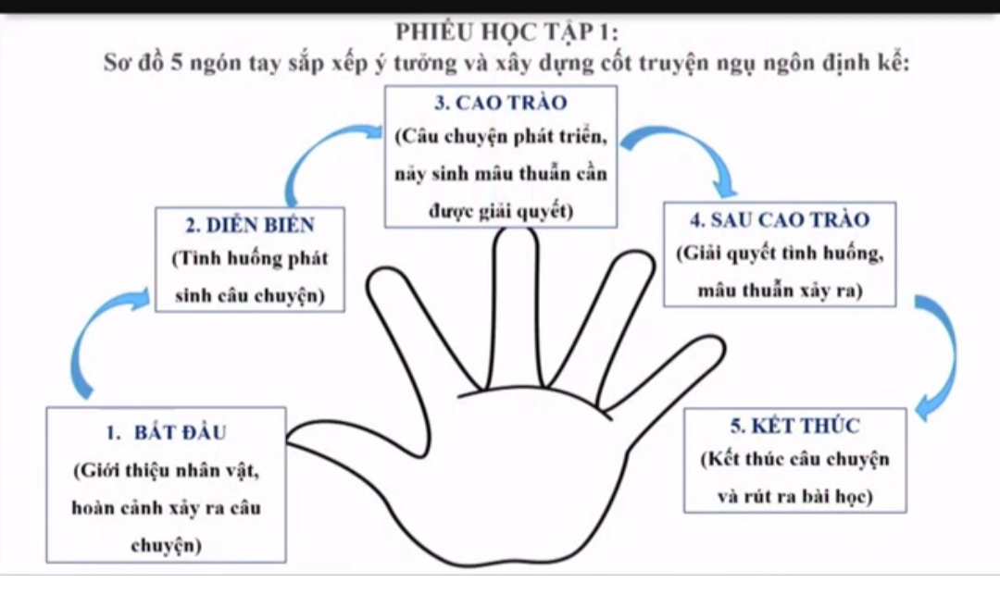 PHIẾU HỌC TẬP 1:
Sơ đồ 5 ngón tay sắp xếp ý tưởng và xây dựng cốt truyện ngụ ngôn định kể:
3. CAO TRÀO
(Câu chuyện phát triển,
nảy sinh mâu thuẫn cần
được giải quyết)
2. DIỄN BIẾN
(Tình huống phát
sinh câu chuyện)
4. SAU CAO TRÀO
(Giải quyết tình huống,
mâu thuẫn xảy ra)
1. BẮT ĐẦU
(Giới thiệu nhân vật,
hoàn cảnh xảy ra câu
chuyện)
5. KẾT THÚC
(Kết thúc câu chuyện
và rút ra bài học)